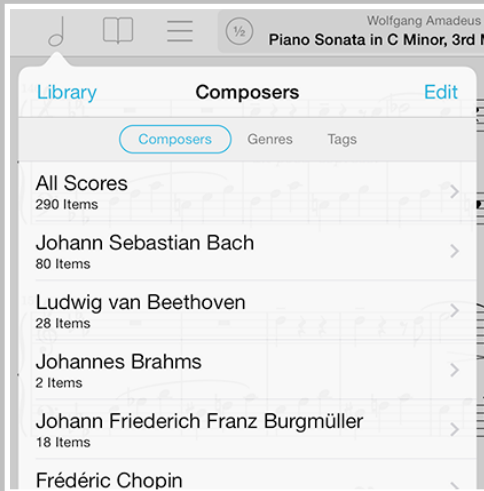 ½
Wolfgang Amadeus
Piano Sonata in C Minor, 3rd
Library
Composers
Edit
Composers
Genres
Tags
All Scores
290 Items
Johann Sebastian Bach
80 Items
Ludwig van Beethoven
28 Items
Johannes Brahms
2 Items
Johann Friederich Franz Burgmüller
18 Items
Frédéric Chopin